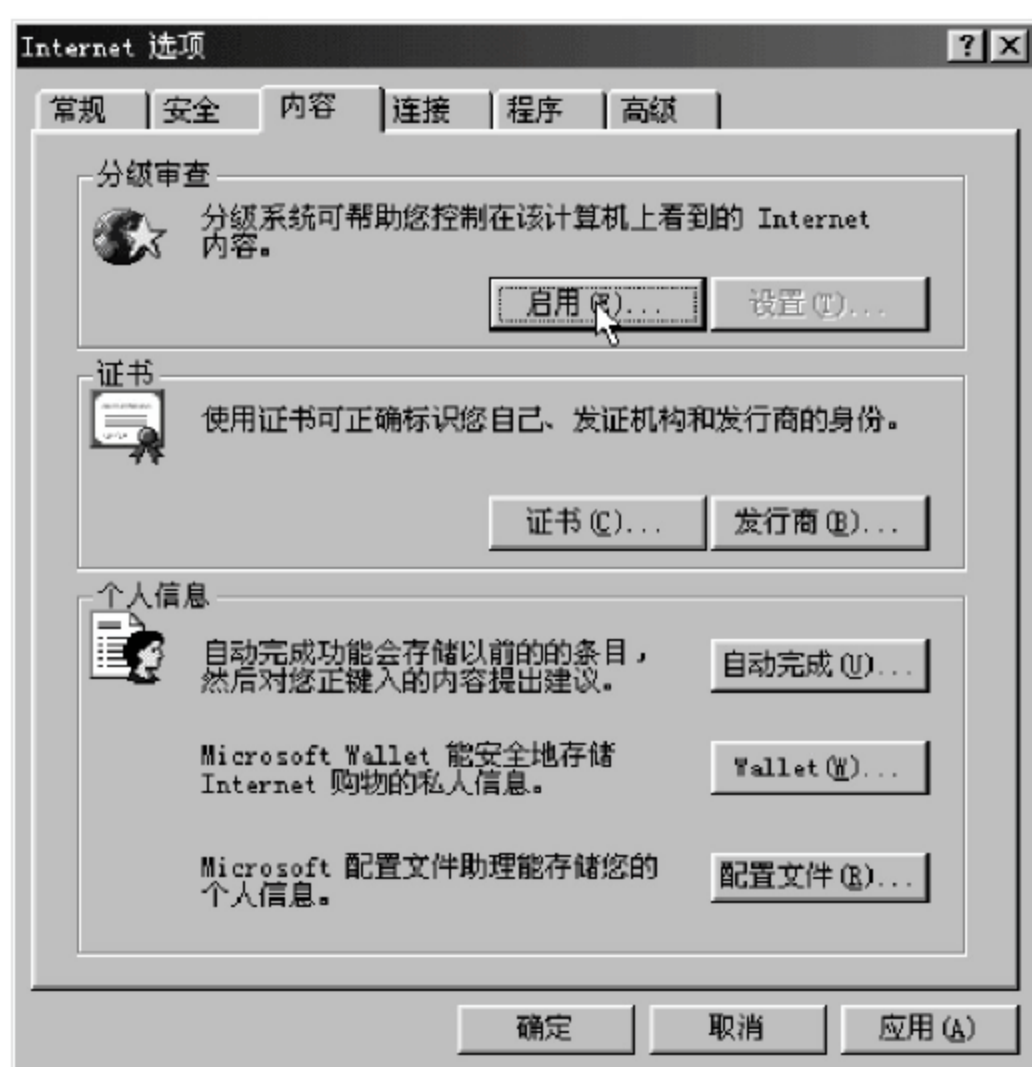 Internet 选项
常规 安全 内容 连接 程序 高级
分级审查
分级系统可帮助您控制在该计算机上看到的 Internet
内容。
启用(E)... 设置(T)...
证书
使用证书可正确标识您自己、发证机构和发行商的身份。
证书(C)... 发行商(B)...
个人信息
自动完成功能会存储以前的的条目,
然后对您正键入的内容提出建议。
自动完成(U)...
Microsoft Wallet 能安全地存储
Internet 购物的私人信息。
Wallet(W)...
Microsoft 配置文件助理能存储您的
个人信息。
配置文件(R)...
确定 取消 应用(A)